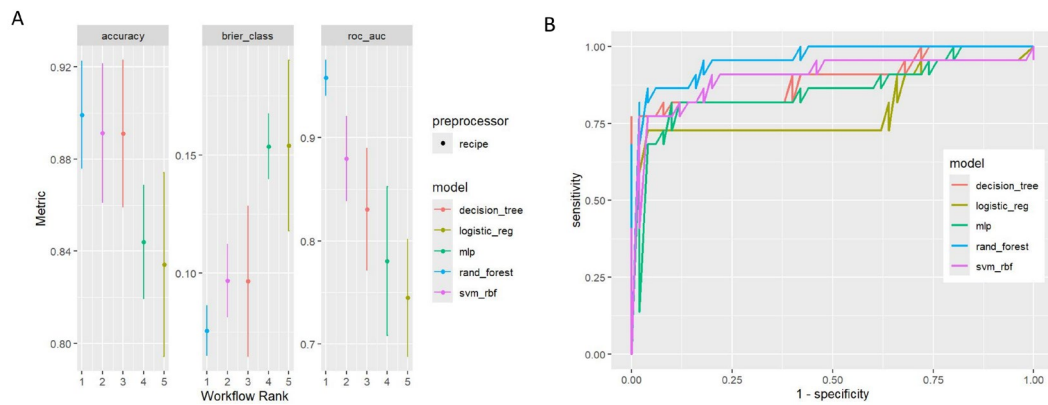 A
accuracy
brier_class
roc_auc
0.92
0.88
0.84
0.80
Metric
0.15
0.10
0.9
0.8
0.7
1 2 3 4 5
1 2 3 4 5
1 2 3 4 5
Workflow Rank
preprocessor
recipe
model
decision_tree
logistic_reg
mlp
rand_forest
svm_rbf
B
1.00
0.75
0.50
0.25
0.00
sensitivity
0.00 0.25 0.50 0.75 1.00
1 - specificity
model
decision_tree
logistic_reg
mlp
rand_forest
svm_rbf